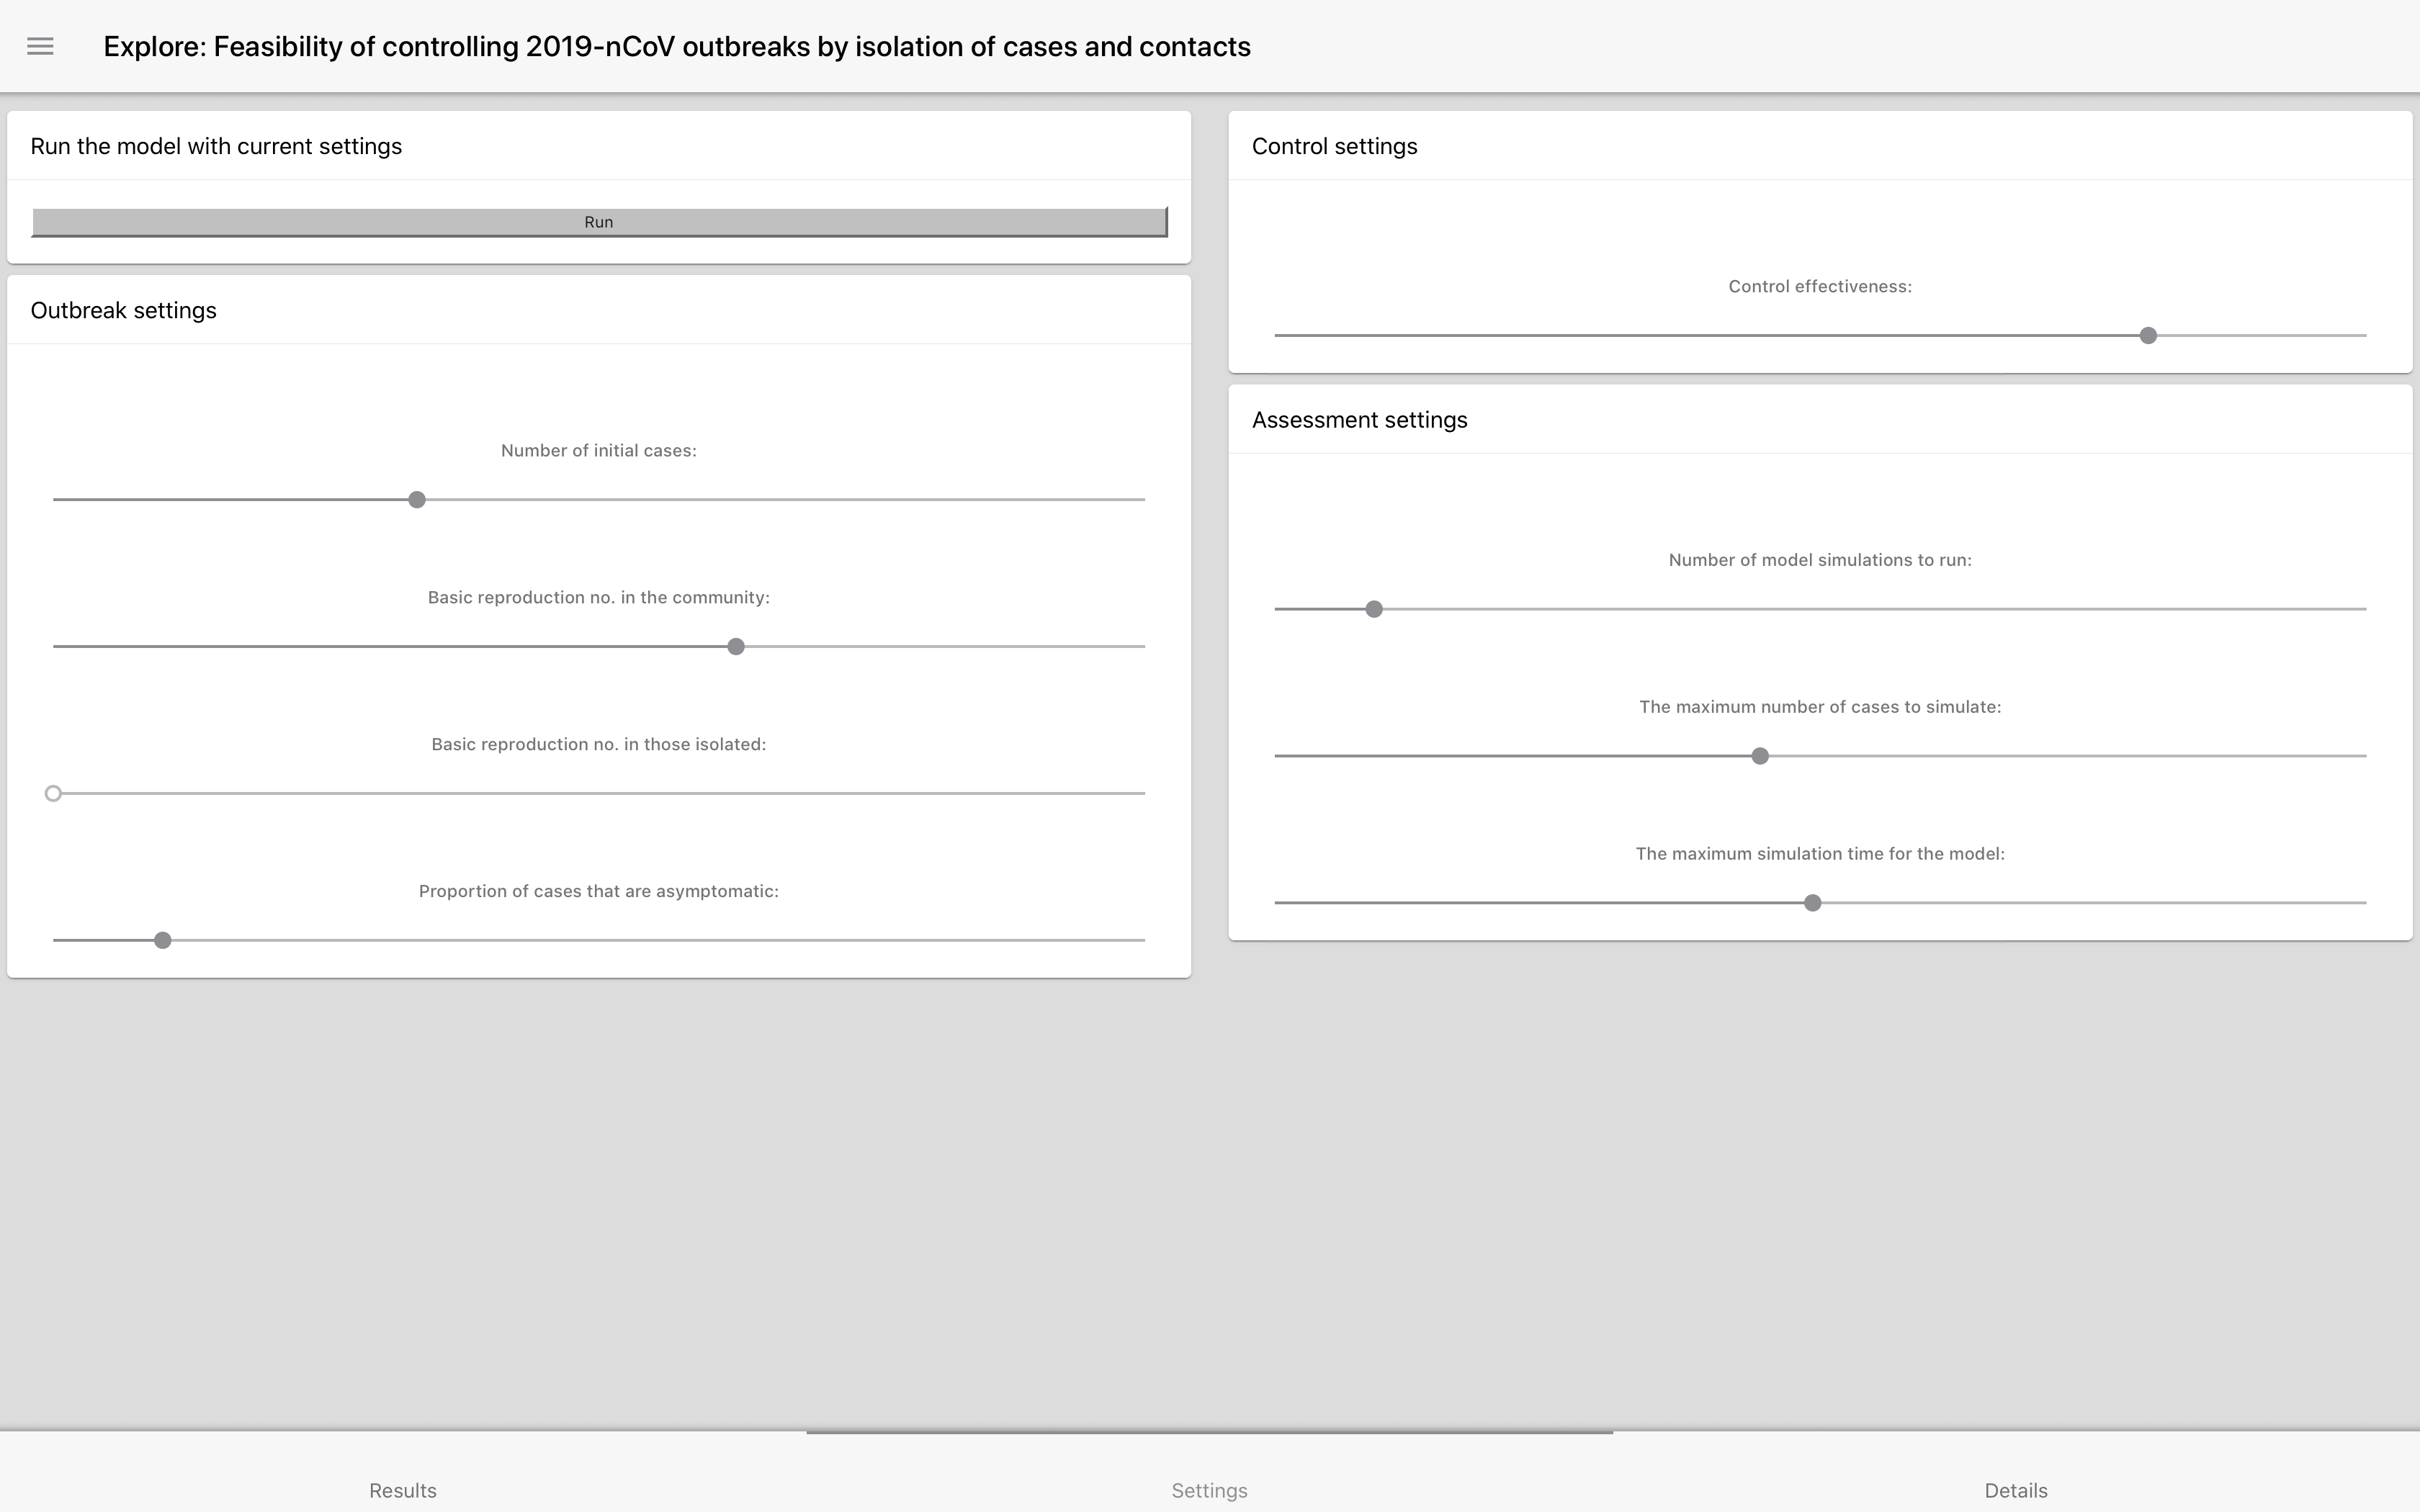 Explore: Feasibility of controlling 2019-nCoV outbreaks by isolation of cases and contacts
Run the model with current settings
Run
Outbreak settings
Number of initial cases:
Basic reproduction no. in the community:
Basic reproduction no. in those isolated:
Proportion of cases that are asymptomatic:
Control settings
Control effectiveness:
Assessment settings
Number of model simulations to run:
The maximum number of cases to simulate:
The maximum simulation time for the model:
Results
Settings
Details